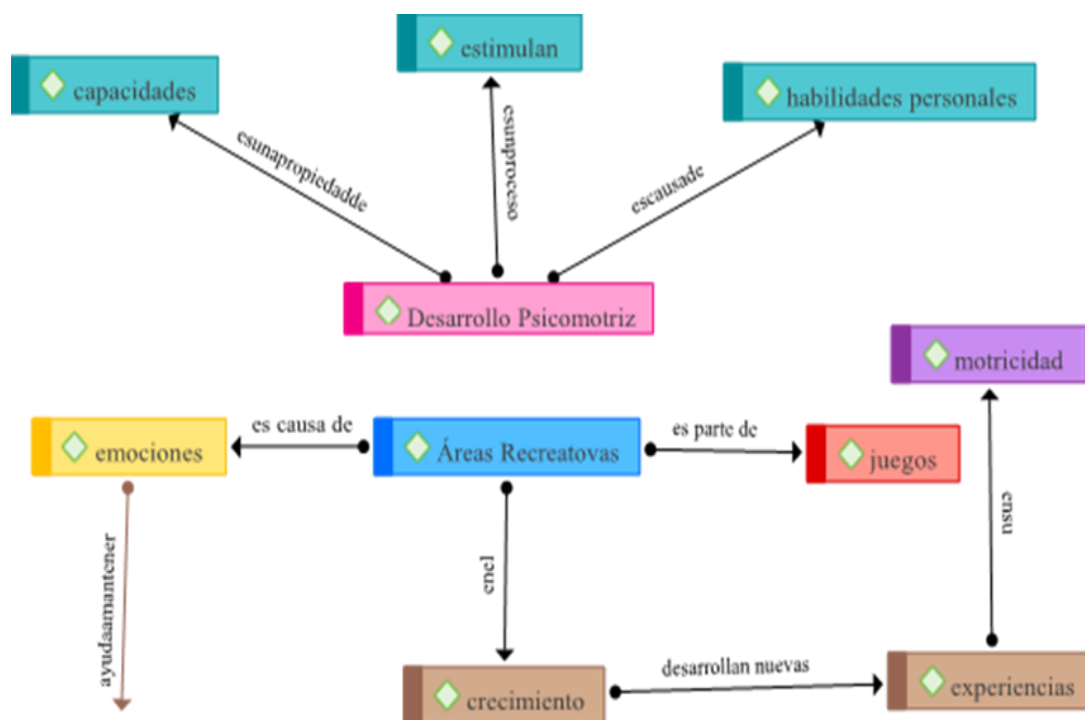 estimulan
capacidades
habilidades personales
esunapropiedadde
esunproceso
escausade
Desarrollo Psicomotriz
motricidad
emociones
es causa de
Áreas Recreatovas
es parte de
juegos
ayudaamantener
enel
ensu
crecimiento
desarrollan nuevas
experiencias